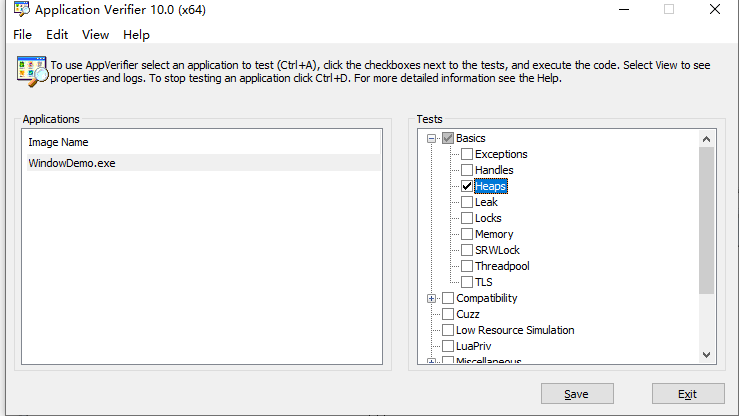 Application Verifier 10.0 (x64)
File Edit View Help
To use AppVerifier select an application to test (Ctrl+A), click the checkboxes next to the tests, and execute the code. Select View to see
properties and logs. To stop testing an application click Ctrl+D. For more detailed information see the Help.
Applications
Image Name
WindowDemo.exe
Tests
Basics
Exceptions
Handles
Heaps
Leak
Locks
Memory
SRWLock
Threadpool
TLS
Compatibility
Cuzz
Low Resource Simulation
LuaPriv
Miscellaneous
Save
Exit